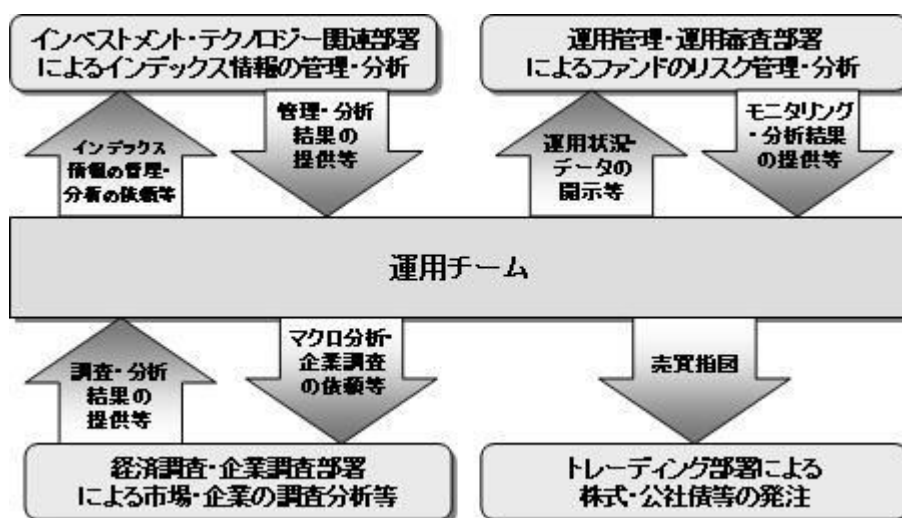 インベストメント・テクノロジー関連部署
によるインデックス情報の管理・分析
運用管理・運用審査部署
によるファンドのリスク管理・分析
インデックス
情報の管理・
分析の依頼等
管理・分析
結果の
提供等
運用状況・
データの
開示等
モニタリング
・分析結果
の提供等
運用チーム
調査・分析
結果の
提供等
マクロ分析・
企業調査
の依頼等
売買指図
経済調査・企業調査部署
による市場・企業の調査分析等
トレーディング部署による
株式・公社債等の発注